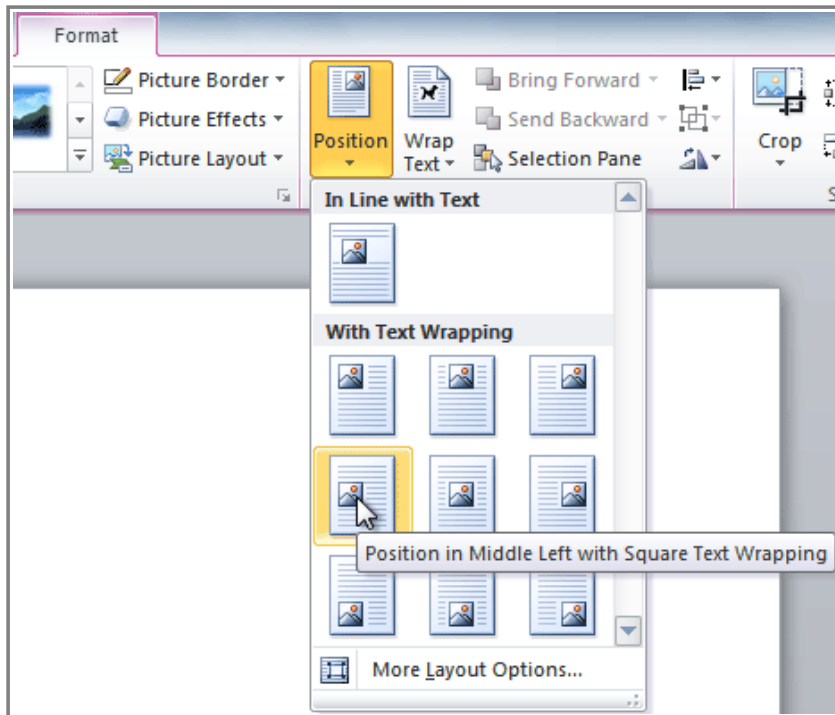 Format
Picture Border
Picture Effects
Picture Layout
Position
Wrap
Text
Bring Forward
Send Backward
Selection Pane
Crop
In Line with Text
With Text Wrapping
Position in Middle Left with Square Text Wrapping
More Layout Options...